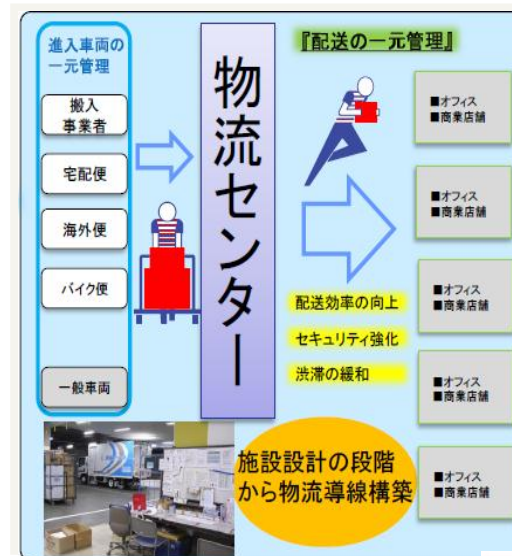 進入車両の
一元管理
搬入
事業者
宅配便
海外便
バイク便
一般車両
物流センター
『配送の一元管理』
配送効率の向上
セキュリティ強化
渋滞の緩和
■オフィス
■商業店舗
■オフィス
■商業店舗
■オフィス
■商業店舗
■オフィス
■商業店舗
■オフィス
■商業店舗
施設設計の段階
から物流導線構築